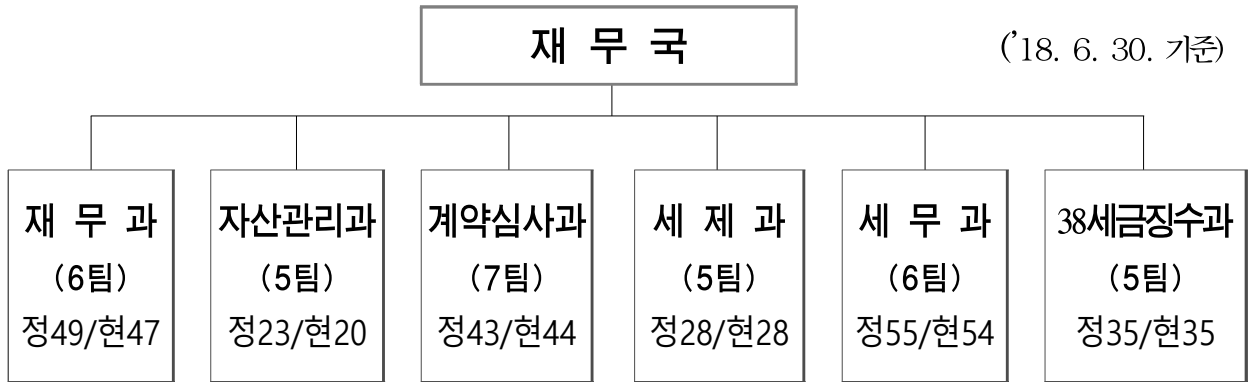 재 무 국
(’18. 6. 30. 기준)
재 무 과
(6팀)
정49/현47
자산관리과
(5팀)
정23/현20
계약심사과
(7팀)
정43/현44
세 제 과
(5팀)
정28/현28
세 무 과
(6팀)
정55/현54
38세금징수과
(5팀)
정35/현35